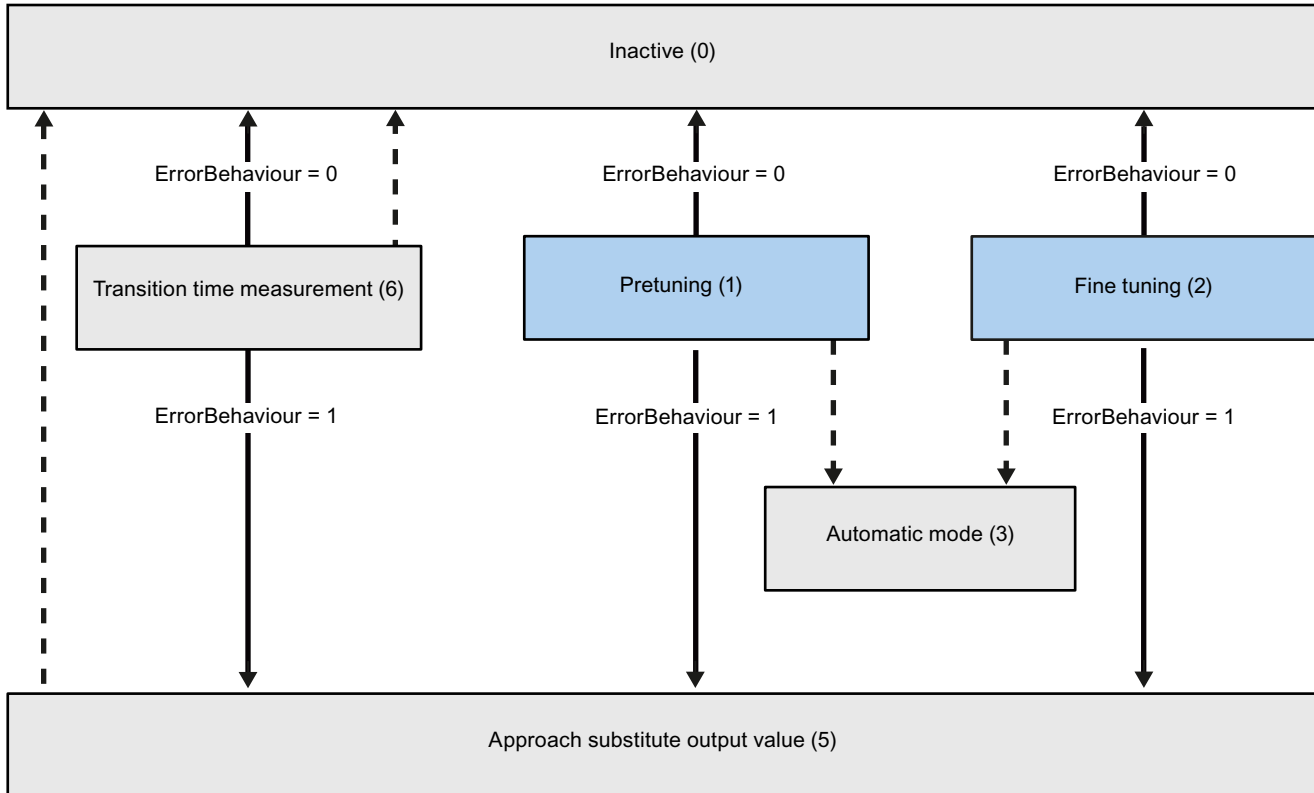 Inactive (0)
ErrorBehaviour = 0
ErrorBehaviour = 0
ErrorBehaviour = 0
Transition time measurement (6)
Pretuning (1)
Fine tuning (2)
ErrorBehaviour = 1
ErrorBehaviour = 1
ErrorBehaviour = 1
Automatic mode (3)
Approach substitute output value (5)